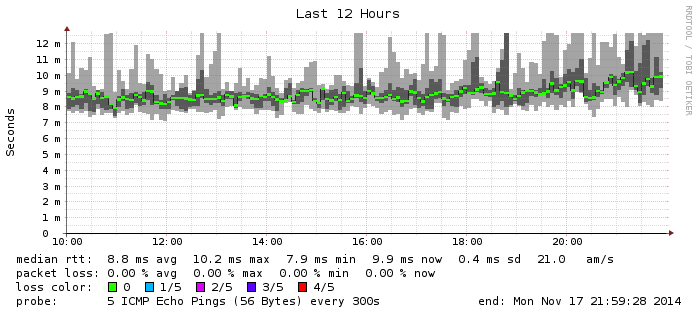 Last 12 Hours
RRDTOOL / TOBI OETIKER
Seconds
12 m
11 m
10 m
9 m
8 m
7 m
6 m
5 m
4 m
3 m
2 m
1 m
0
10:00 12:00 14:00 16:00 18:00 20:00
median rtt: 8.8 ms avg 10.2 ms max 7.9 ms min 9.9 ms now 0.4 ms sd 21.0 am/s
packet loss: 0.00 % avg 0.00 % max 0.00 % min 0.00 % now
loss color: 0 1/5 2/5 3/5 4/5
probe: 5 ICMP Echo Pings (56 Bytes) every 300s end: Mon Nov 17 21:59:28 2014